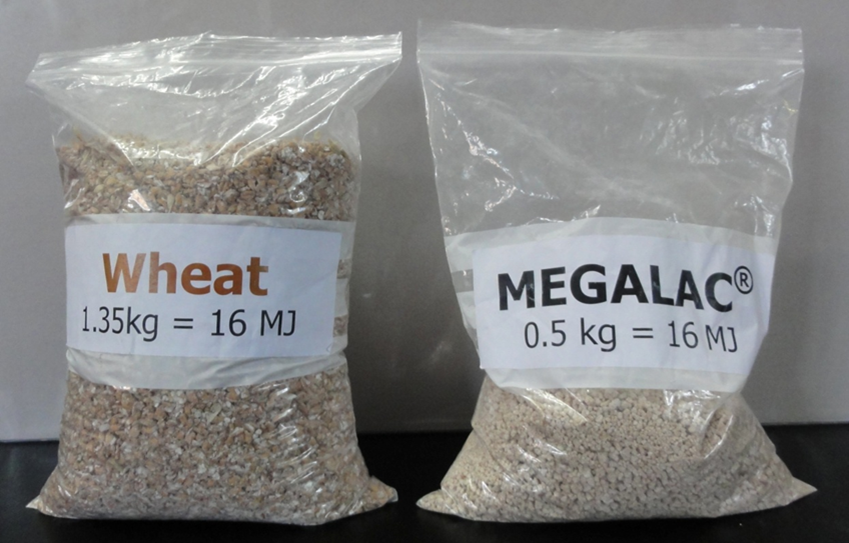 Wheat
1.35kg = 16 MJ
MEGALAC®
0.5 kg = 16 MJ